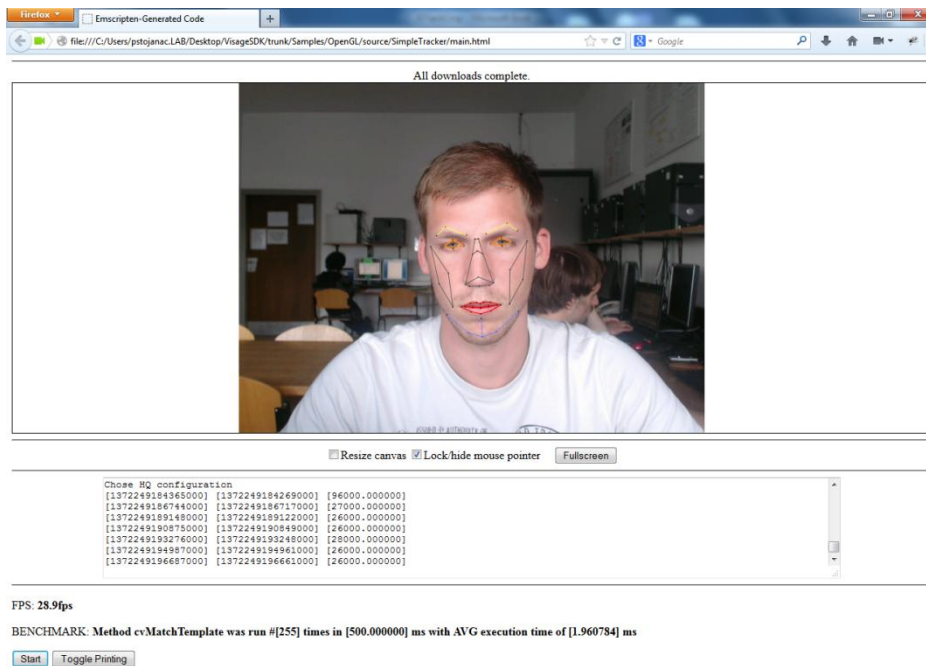 Firefox
Emscripten-Generated Code
file:///C:/Users/pstojanac.LAB/Desktop/VisageSDK/trunk/Samples/OpenGL/source/SimpleTracker/main.html
Google
All downloads complete.
Resize canvas Lock/hide mouse pointer Fullscreen
Chose HQ configuration
[1372249184365000] [1372249184269000] [96000.000000]
[1372249186744000] [1372249186717000] [27000.000000]
[1372249189148000] [1372249189122000] [26000.000000]
[1372249190875000] [1372249190849000] [26000.000000]
[1372249193276000] [1372249193248000] [28000.000000]
[1372249194987000] [1372249194961000] [26000.000000]
[1372249196687000] [1372249196661000] [26000.000000]
FPS: 28.9fps
BENCHMARK: Method cvMatchTemplate was run #[255] times in [500.000000] ms with AVG execution time of [1.960784] ms
Start Toggle Printing